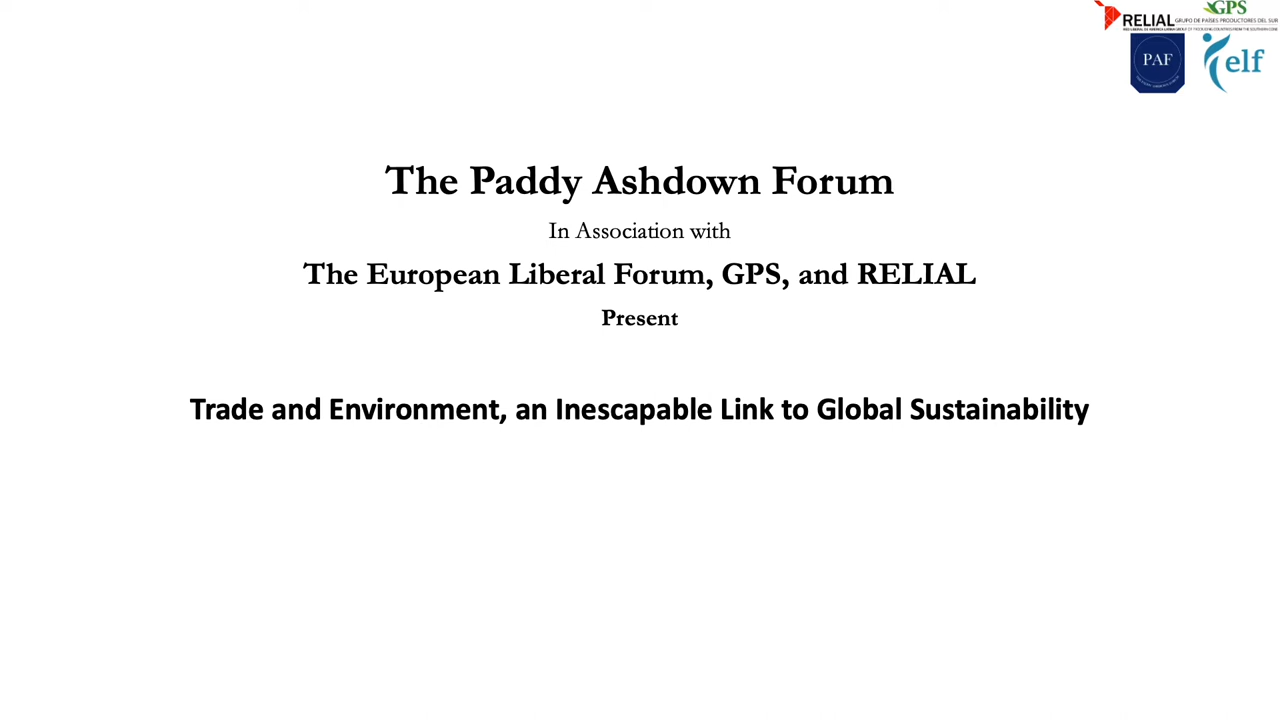 GPS
RELIAL
GRUPO DE PAÍSES PRODUCTORES DEL SUR
PAF
elf
The Paddy Ashdown Forum
In Association with
The European Liberal Forum, GPS, and RELIAL
Present
Trade and Environment, an Inescapable Link to Global Sustainability